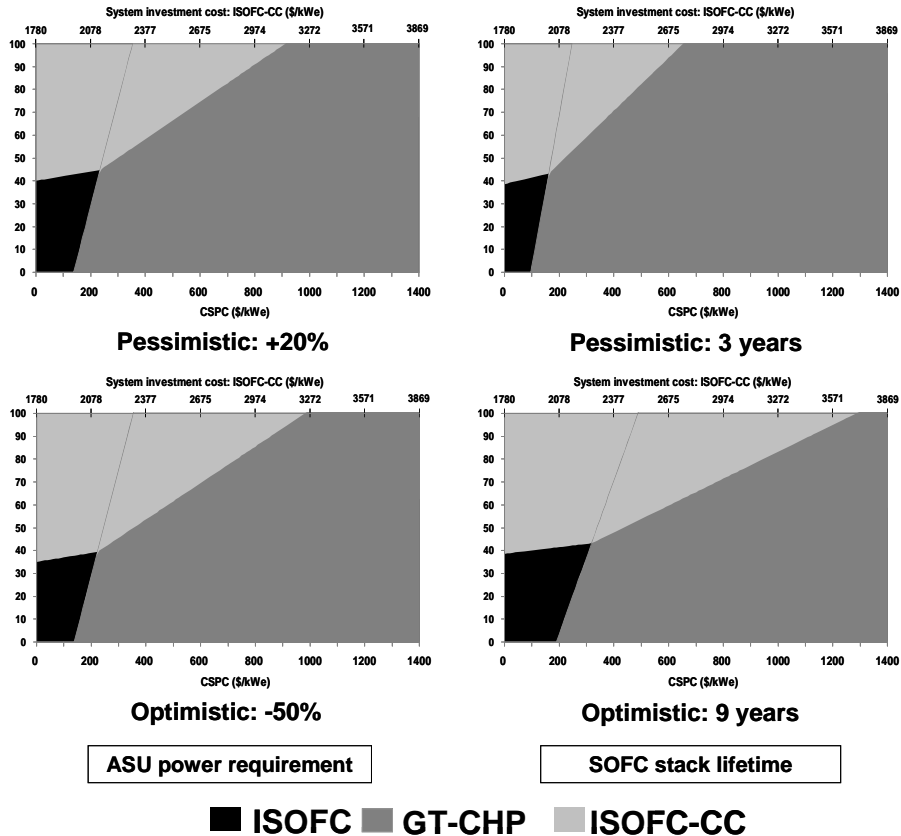 System investment cost: ISOFC-CC ($/kWe)
1780 2078 2377 2675 2974 3272 3571 3869
100
90
80
70
60
50
40
30
20
10
0
0 200 400 600 800 1000 1200 1400
CSPC ($/kWe)
Pessimistic: +20%
System investment cost: ISOFC-CC ($/kWe)
1780 2078 2377 2675 2974 3272 3571 3869
100
90
80
70
60
50
40
30
20
10
0
0 200 400 600 800 1000 1200 1400
CSPC ($/kWe)
Pessimistic: 3 years
System investment cost: ISOFC-CC ($/kWe)
1780 2078 2377 2675 2974 3272 3571 3869
100
90
80
70
60
50
40
30
20
10
0
0 200 400 600 800 1000 1200 1400
CSPC ($/kWe)
Optimistic: -50%
System investment cost: ISOFC-CC ($/kWe)
1780 2078 2377 2675 2974 3272 3571 3869
100
90
80
70
60
50
40
30
20
10
0
0 200 400 600 800 1000 1200 1400
CSPC ($/kWe)
Optimistic: 9 years
ASU power requirement
SOFC stack lifetime
ISOFC GT-CHP ISOFC-CC